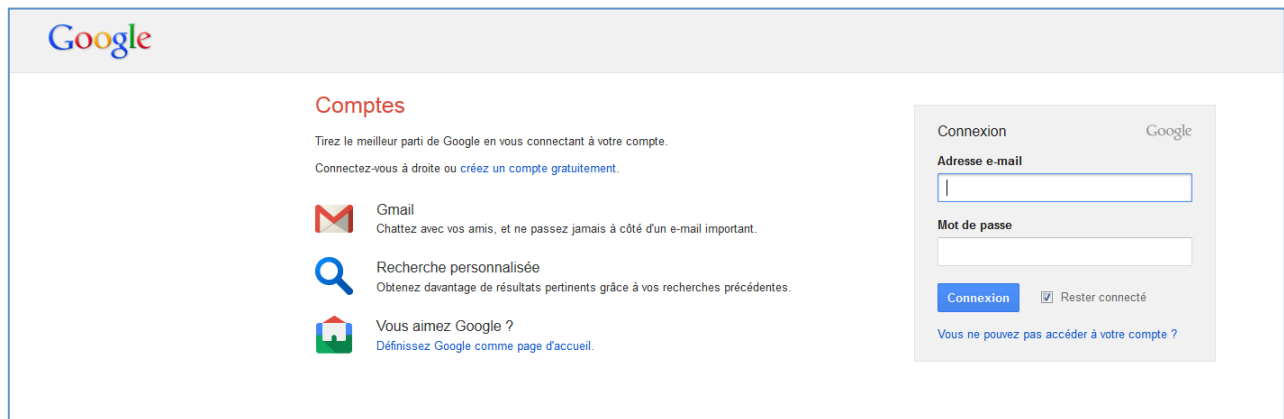 Google
Comptes
Tirez le meilleur parti de Google en vous connectant à votre compte.
Connectez-vous à droite ou créez un compte gratuitement.
Gmail
Chattez avec vos amis, et ne passez jamais à côté d'un e-mail important.
Recherche personnalisée
Obtenez davantage de résultats pertinents grâce à vos recherches précédentes.
Vous aimez Google ?
Définissez Google comme page d'accueil.
Connexion Google
Adresse e-mail
Mot de passe
Connexion Rester connecté
Vous ne pouvez pas accéder à votre compte ?